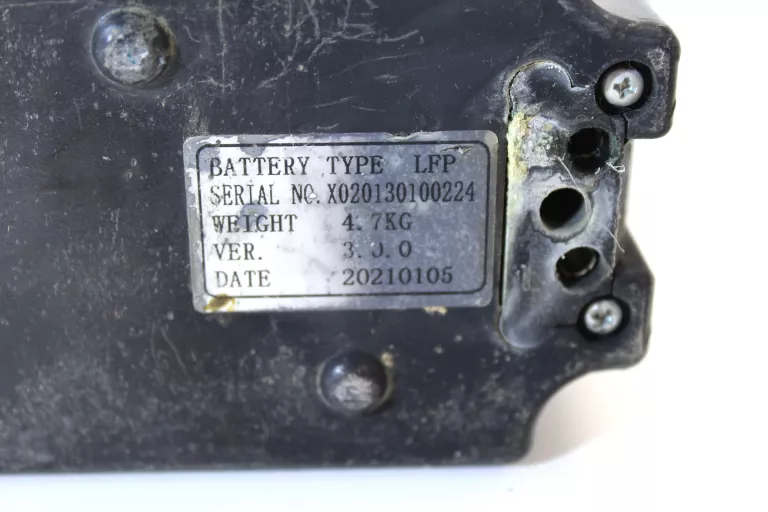 BATTERY TYPE LFP
SERIAL NO. X020130100224
WEIGHT 4.7KG
VER. 3.0.0
DATE 20210105